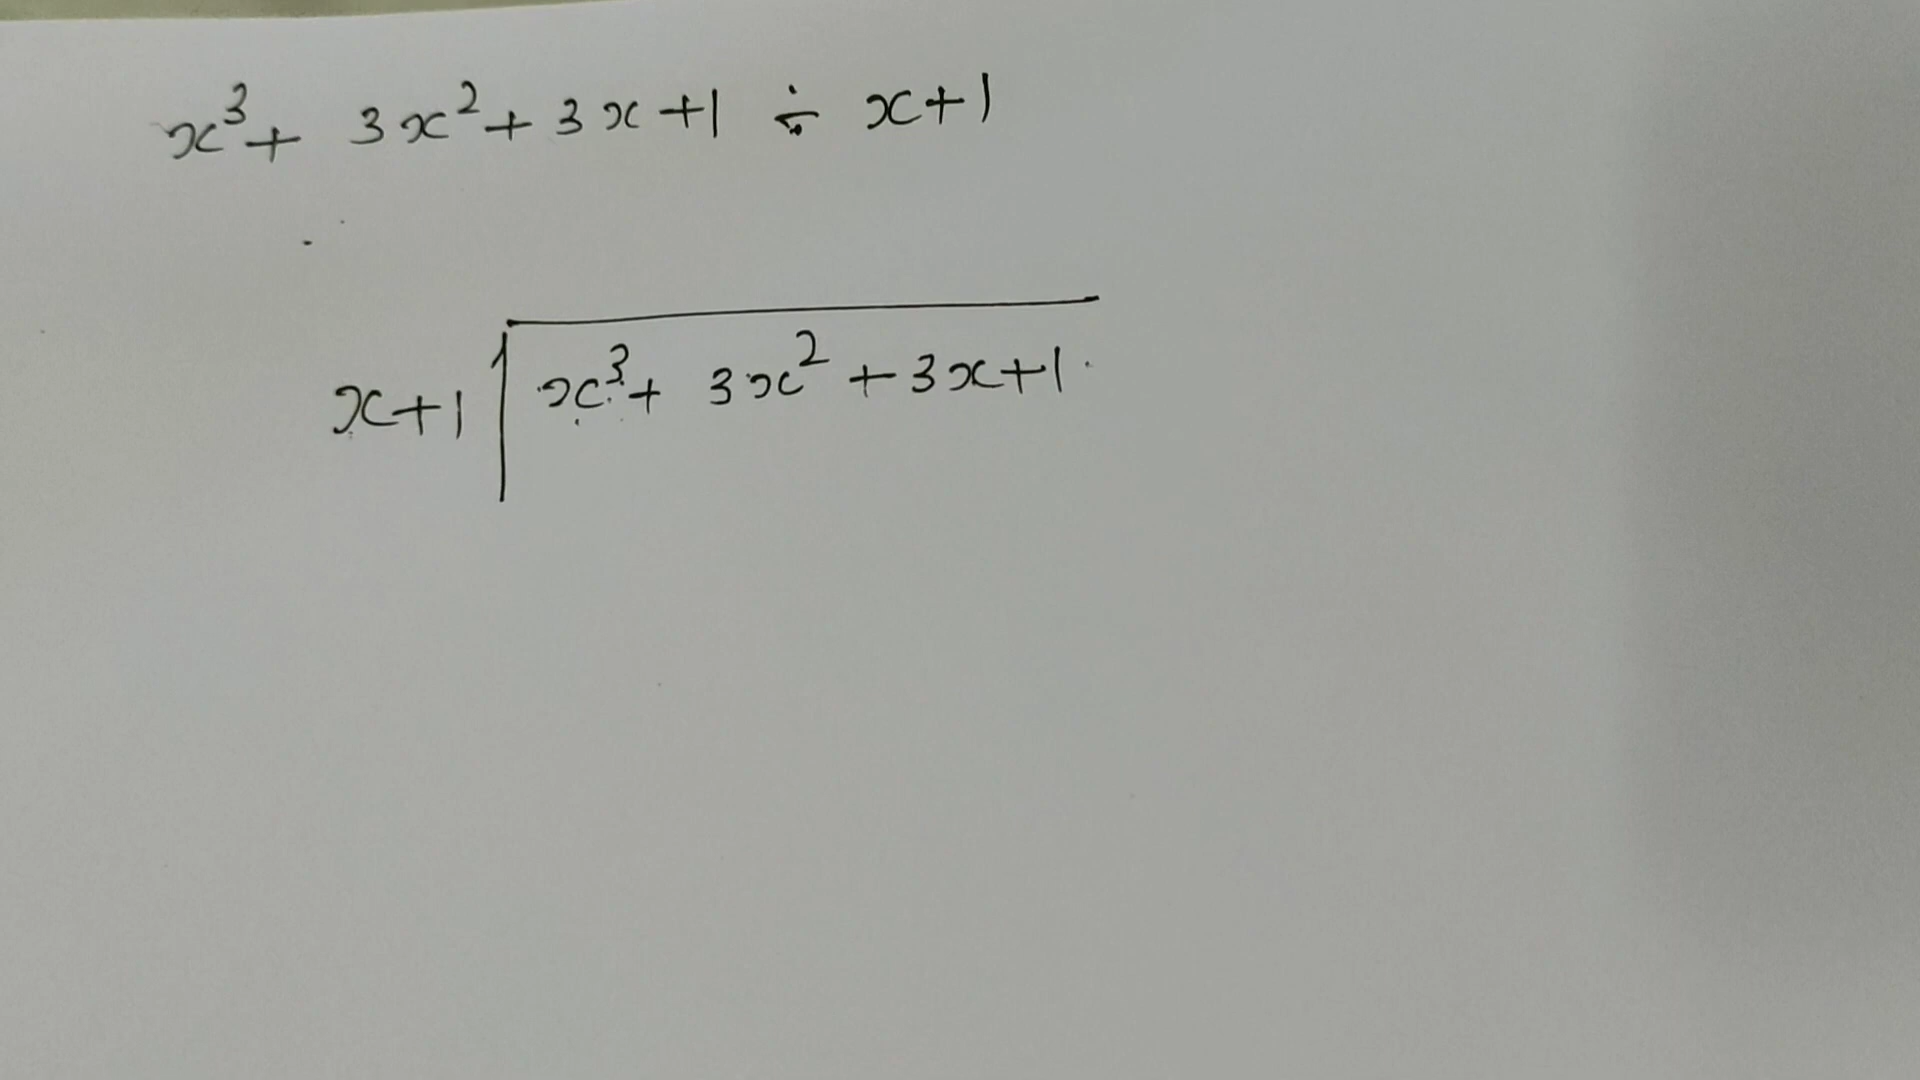 x³+ 3x²+3x+1 ÷ x+1
x+1 | x³+ 3x²+3x+1